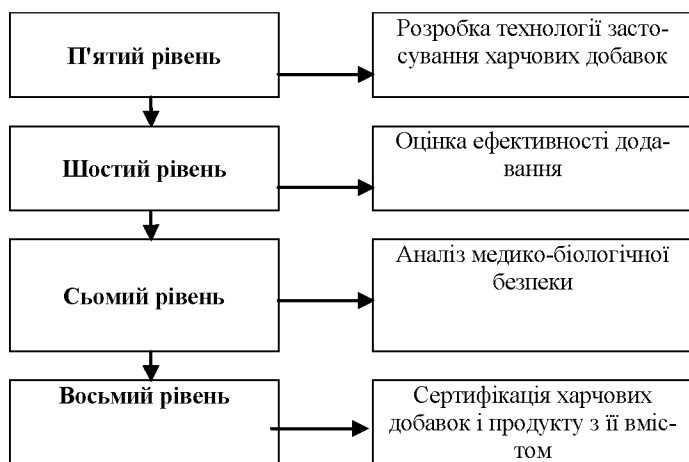 П'ятий рівень
Розробка технології засто-
сування харчових добавок
Шостий рівень
Оцінка ефективності дода-
вання
Сьомий рівень
Аналіз медико-біологічної
безпеки
Восьмий рівень
Сертифікація харчових
добавок і продукту з її вміс-
том